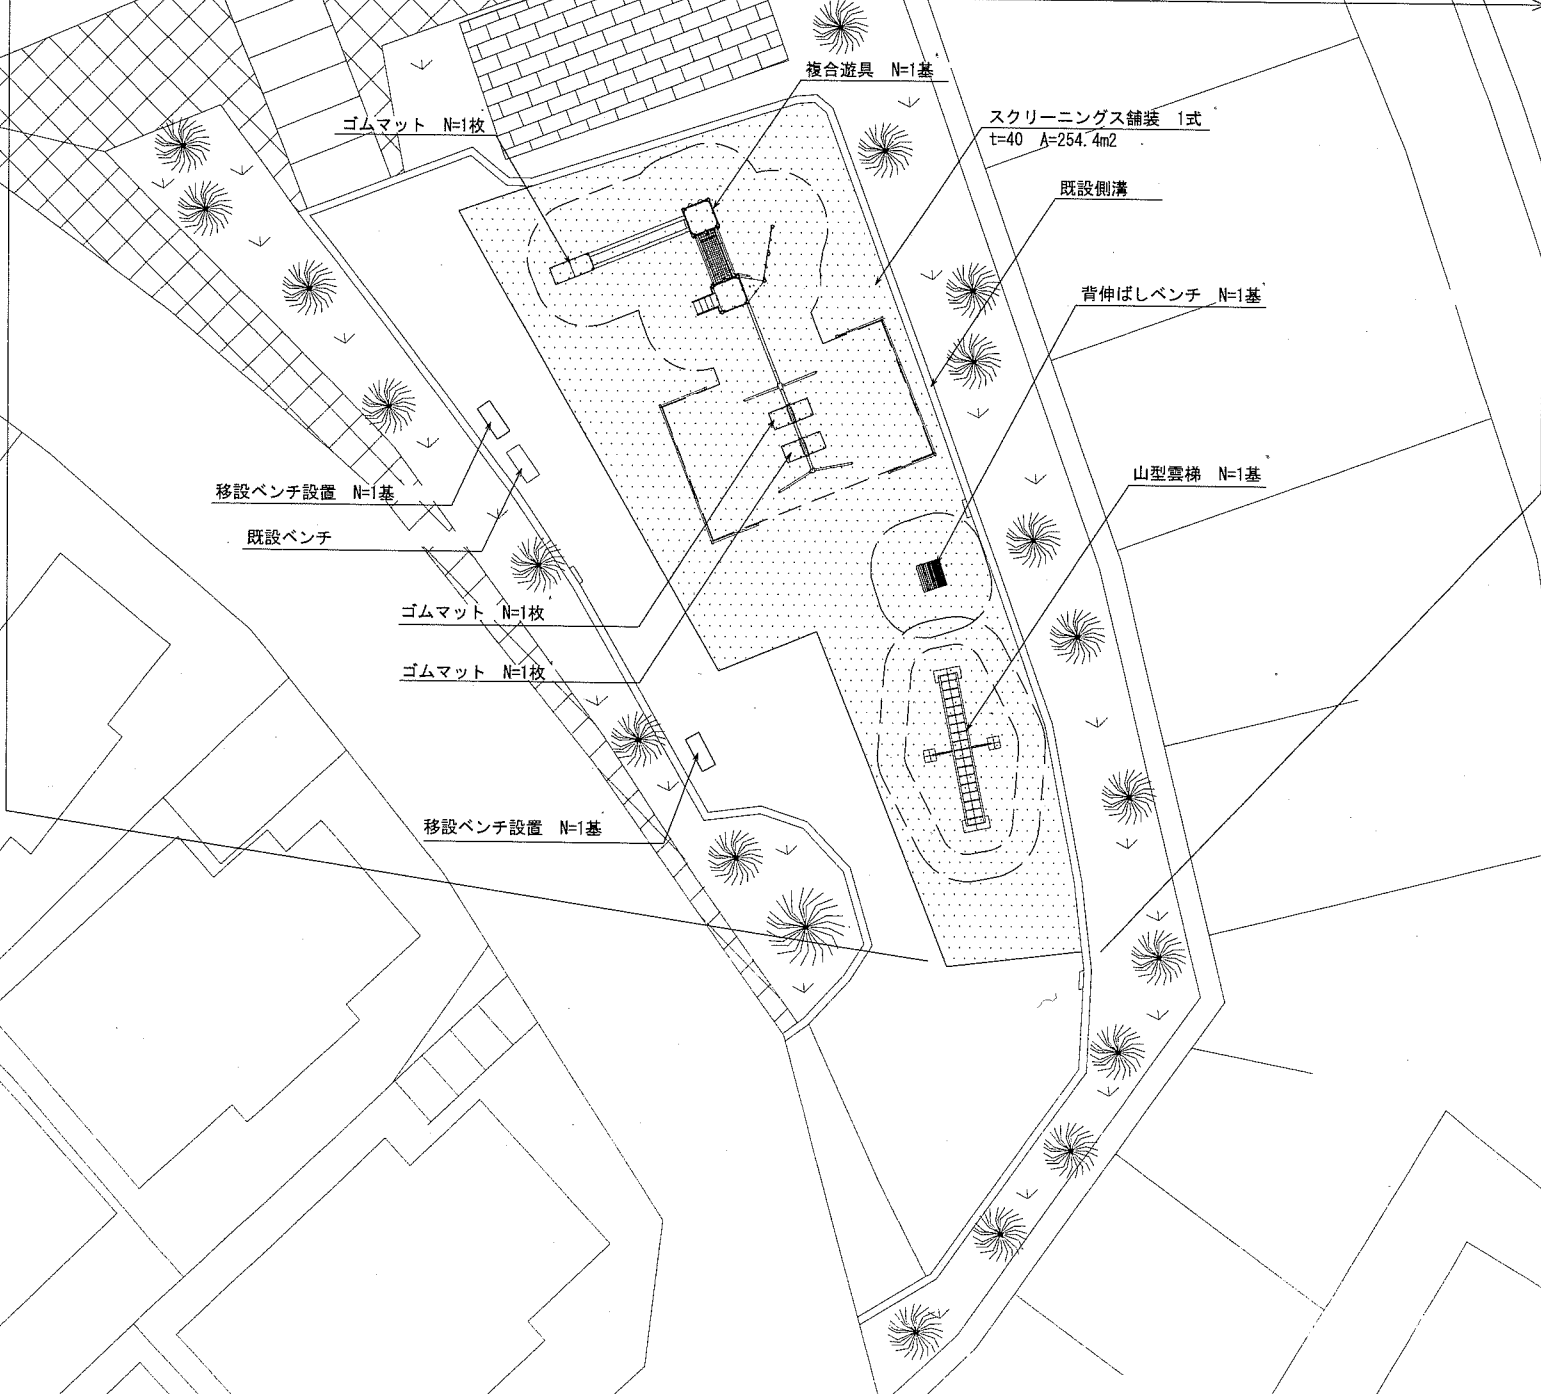 複合遊具 N=1基
ゴムマット N=1枚
スクリーニングス舗装 1式
t=40 A=254.4m2
既設側溝
背伸ばしベンチ N=1基
山型雲梯 N=1基
移設ベンチ設置 N=1基
既設ベンチ
ゴムマット N=1枚
ゴムマット N=1枚
移設ベンチ設置 N=1基